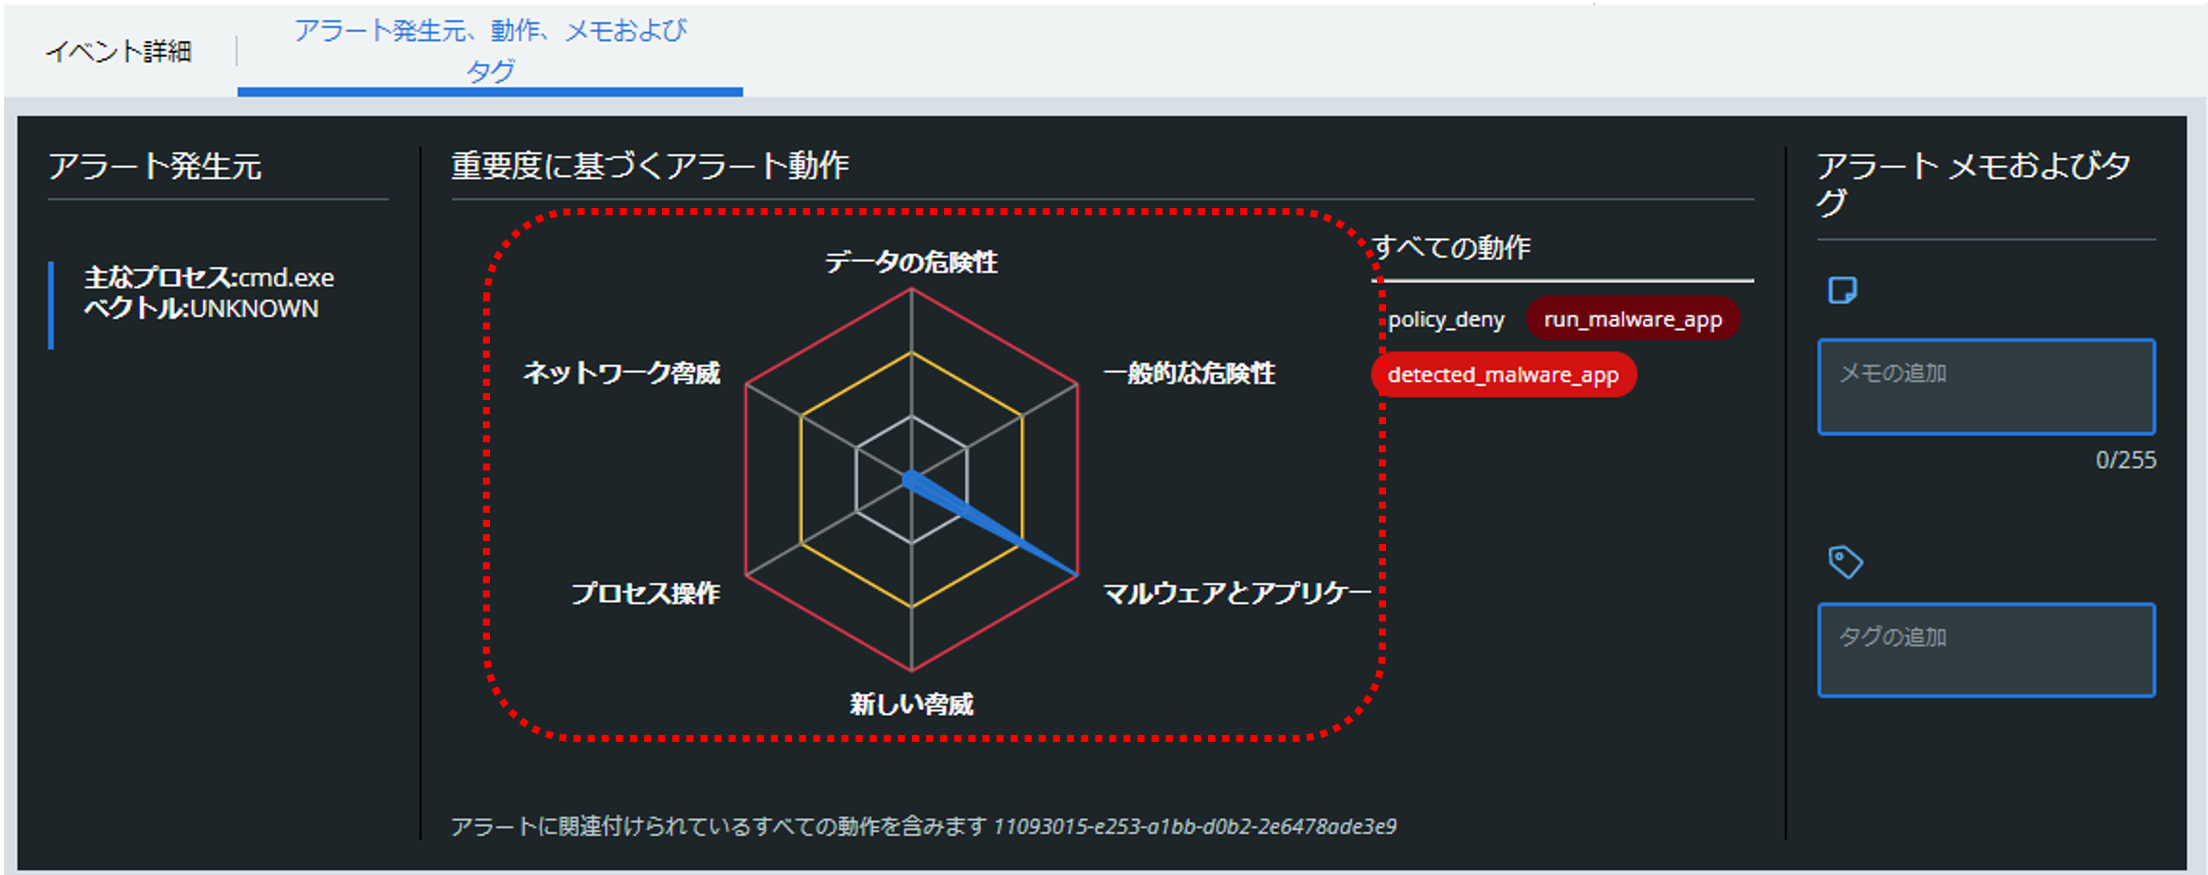 イベント詳細
アラート発生元、動作、メモおよび
タグ
アラート発生元
主なプロセス:cmd.exe
ベクトル:UNKNOWN
重要度に基づくアラート動作
データの危険性
ネットワーク脅威
一般的な危険性
プロセス操作
マルウェアとアプリケー
新しい脅威
すべての動作
policy_deny run_malware_app
detected_malware_app
アラートに関連付けられているすべての動作を含みます 11093015-e253-a1bb-d0b2-2e6478ade3e9
アラート メモおよびタ
グ
メモの追加
0/255
タグの追加